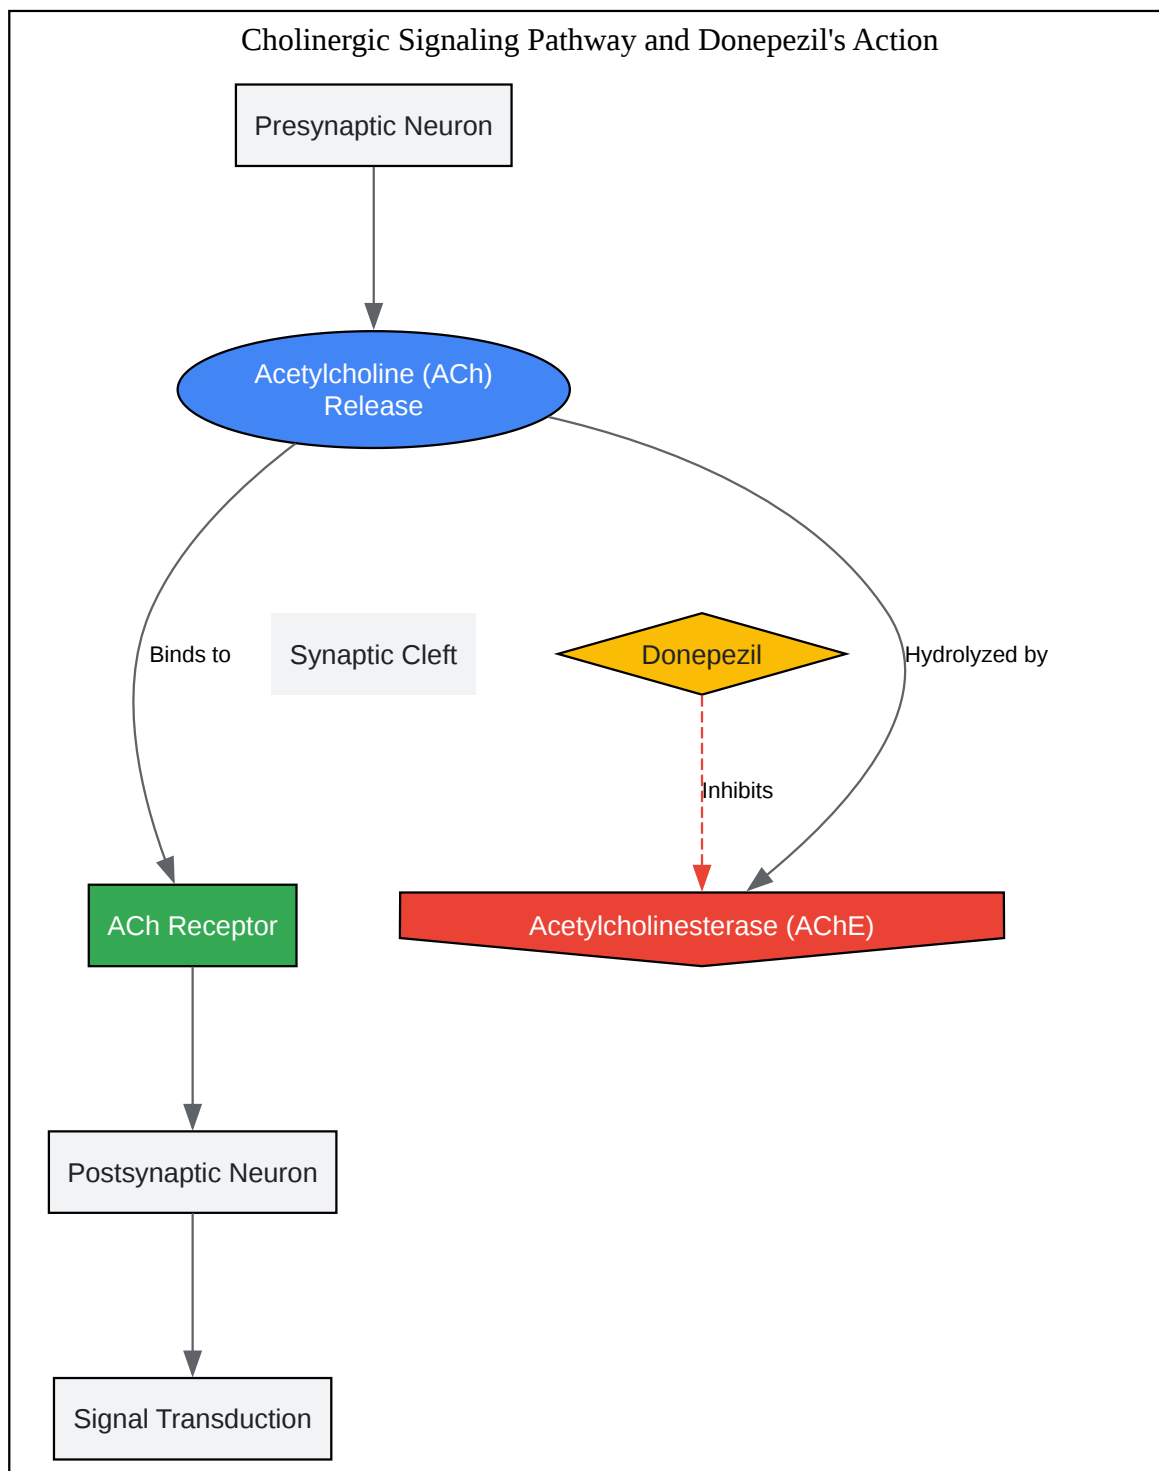 Cholinergic Signaling Pathway and Donepezil's Action
Presynaptic Neuron
Acetylcholine (ACh)
Release
Binds to
Synaptic Cleft
Donepezil
Hydrolyzed by
Inhibits
ACh Receptor
Acetylcholinesterase (AChE)
Postsynaptic Neuron
Signal Transduction